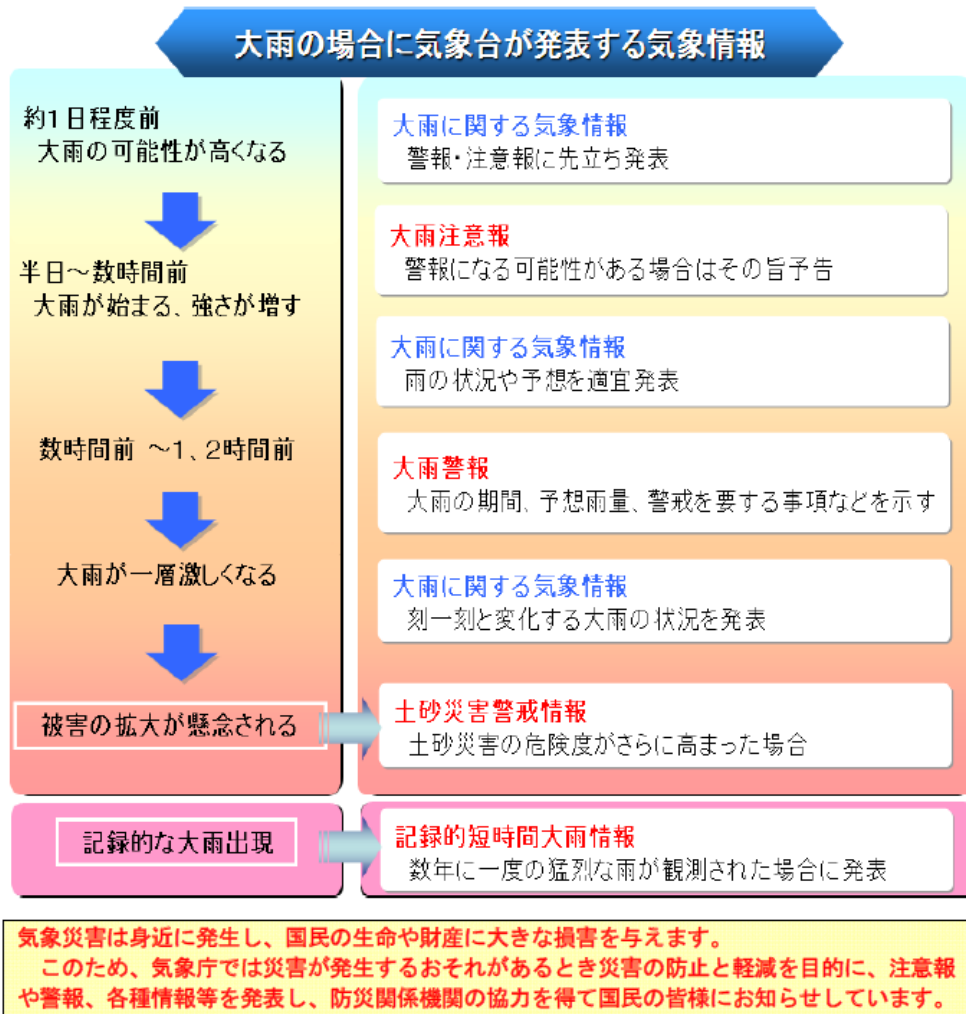 大雨の場合に気象台が発表する気象情報
約1日程度前
大雨の可能性が高くなる
大雨に関する気象情報
警報・注意報に先立ち発表
大雨注意報
警報になる可能性がある場合はその旨予告
半日～数時間前
大雨が始まる、強さが増す
大雨に関する気象情報
雨の状況や予想を適宜発表
数時間前 ～1、2時間前
大雨警報
大雨の期間、予想雨量、警戒を要する事項などを示す
大雨が一層激しくなる
大雨に関する気象情報
刻一刻と変化する大雨の状況を発表
被害の拡大が懸念される
土砂災害警戒情報
土砂災害の危険度がさらに高まった場合
記録的な大雨出現
記録的短時間大雨情報
数年に一度の猛烈な雨が観測された場合に発表
気象災害は身近に発生し、国民の生命や財産に大きな損害を与えます。
このため、気象庁では災害が発生するおそれがあるとき災害の防止と軽減を目的に、注意報
や警報、各種情報等を発表し、防災関係機関の協力を得て国民の皆様にお知らせしています。